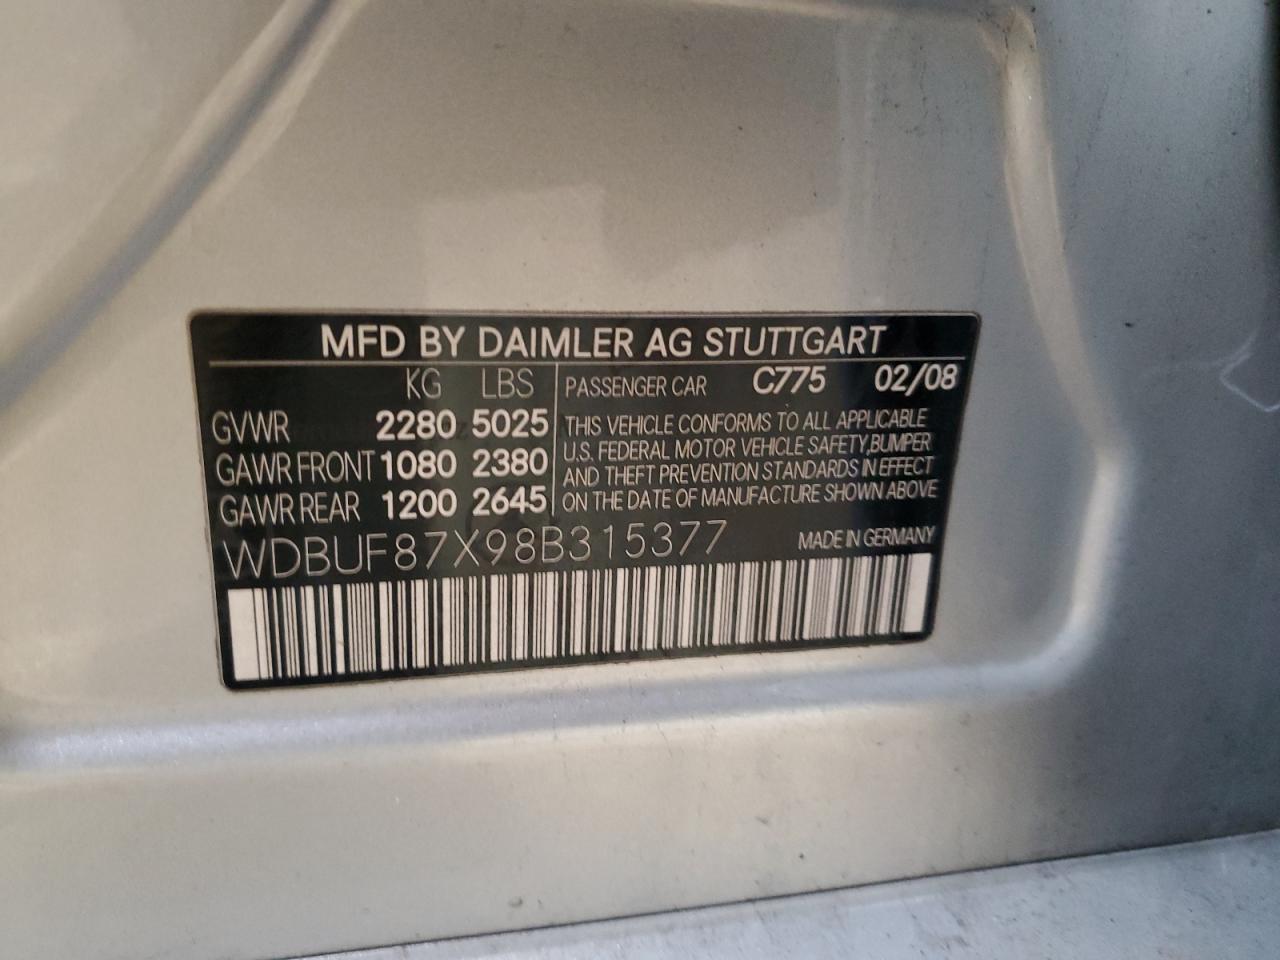 MFD BY DAIMLER AG STUTTGART
KG LBS
GVWR 2280 5025
GAWR FRONT 1080 2380
GAWR REAR 1200 2645
PASSENGER CAR C775 02/08
THIS VEHICLE CONFORMS TO ALL APPLICABLE
U.S. FEDERAL MOTOR VEHICLE SAFETY,BUMPER
AND THEFT PREVENTION STANDARDS IN EFFECT
ON THE DATE OF MANUFACTURE SHOWN ABOVE
WDBUF87X98B315377 MADE IN GERMANY